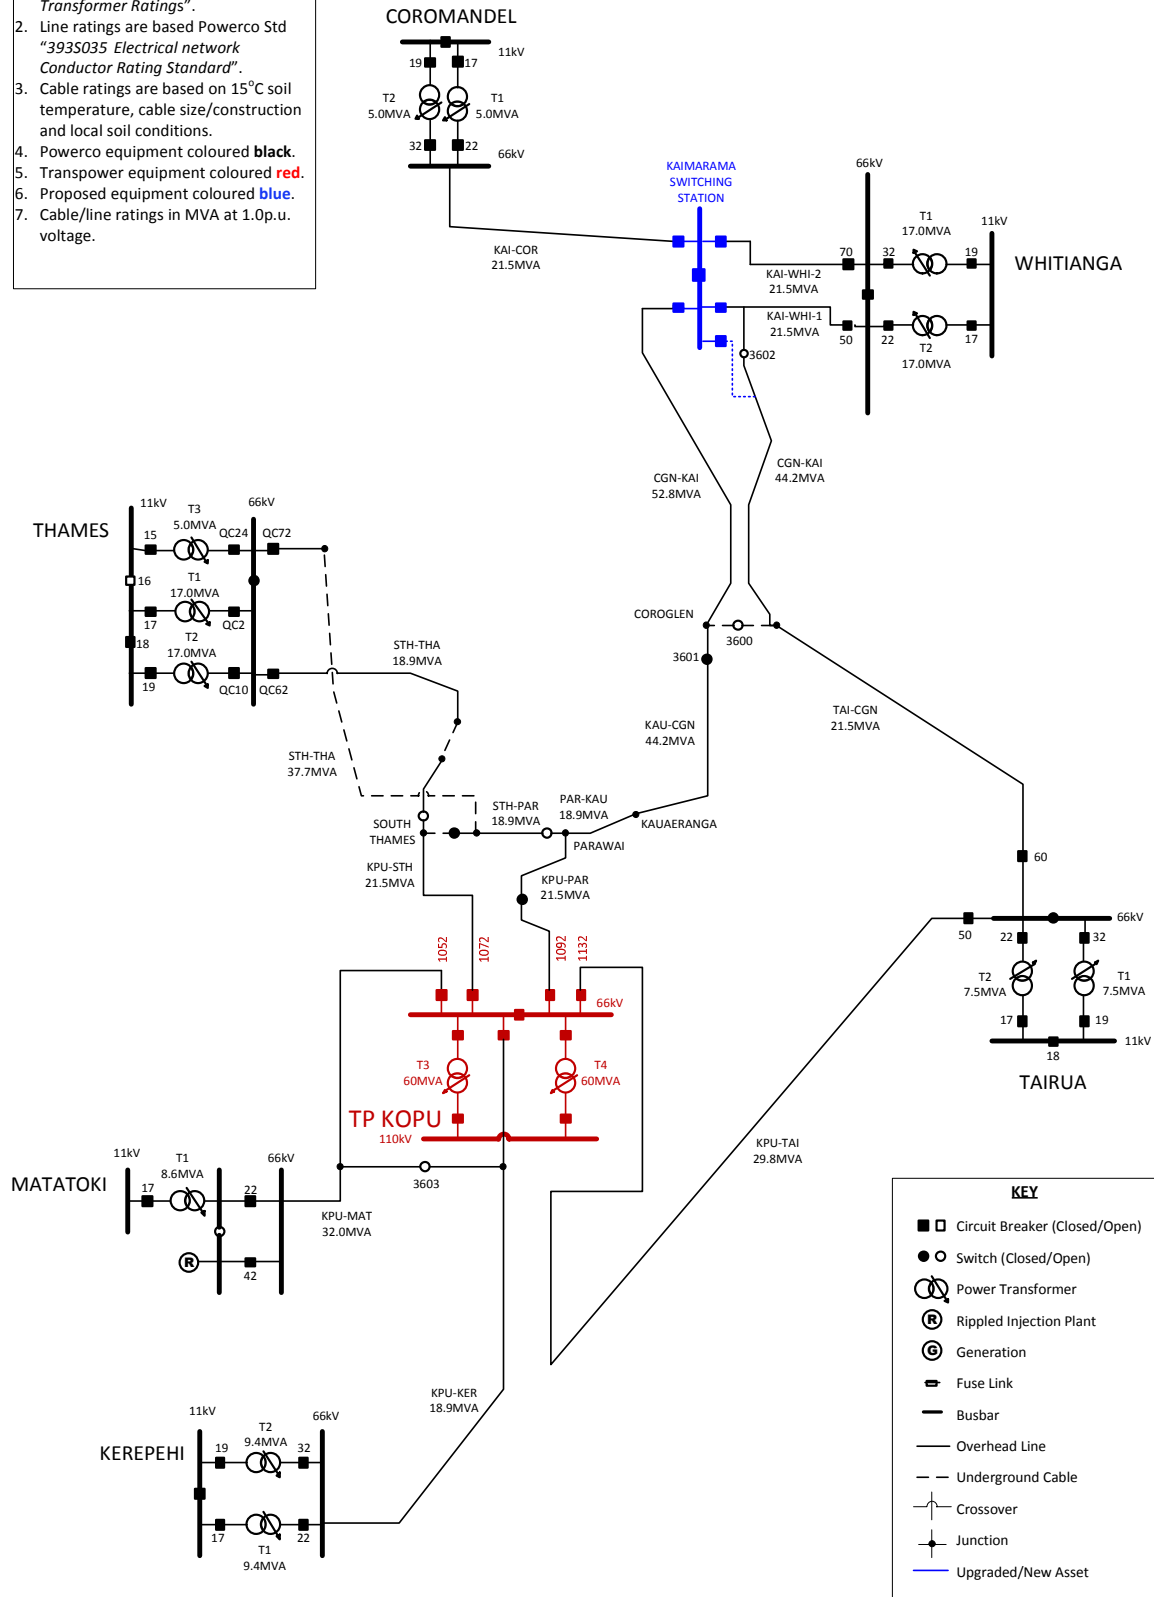 Transformer Ratings".
2. Line ratings are based Powerco Std
"393S035 Electrical network
Conductor Rating Standard".
3. Cable ratings are based on 15°C soil
temperature, cable size/construction
and local soil conditions.
4. Powerco equipment coloured black.
5. Transpower equipment coloured red.
6. Proposed equipment coloured blue.
7. Cable/line ratings in MVA at 1.0p.u.
voltage.
COROMANDEL
11kV
19
17
T2
5.0MVA
T1
5.0MVA
32
22
66kV
KAI-COR
21.5MVA
KAIMARAMA
SWITCHING
STATION
66kV
T1
17.0MVA
11kV
70
32
19
KAI-WHI-2
21.5MVA
WHITIANGA
KAI-WHI-1
21.5MVA
50
22
17
T2
17.0MVA
3602
CGN-KAI
52.8MVA
CGN-KAI
44.2MVA
THAMES
11kV
66kV
T3
5.0MVA
15
QC24
QC72
16
T1
17.0MVA
17
QC2
18
T2
17.0MVA
19
QC10
QC62
STH-THA
18.9MVA
STH-THA
37.7MVA
COROGLEN
3600
3601
KAU-CGN
44.2MVA
TAI-CGN
21.5MVA
SOUTH
THAMES
STH-PAR
18.9MVA
PAR-KAU
18.9MVA
KAUAERANGA
PARAWAI
KPU-STH
21.5MVA
KPU-PAR
21.5MVA
1052
1072
1092
1132
66kV
T3
60MVA
T4
60MVA
TP KOPU
110kV
3603
60
50
66kV
22
32
T2
7.5MVA
T1
7.5MVA
17
19
11kV
18
TAIRUA
KPU-TAI
29.8MVA
MATATOKI
11kV
T1
8.6MVA
66kV
17
22
R
42
KPU-MAT
32.0MVA
KPU-KER
18.9MVA
KEREPEHI
11kV
66kV
T2
9.4MVA
19
32
17
22
T1
9.4MVA
KEY
Circuit Breaker (Closed/Open)
Switch (Closed/Open)
Power Transformer
R Rippled Injection Plant
G Generation
Fuse Link
Busbar
Overhead Line
Underground Cable
Crossover
Junction
Upgraded/New Asset